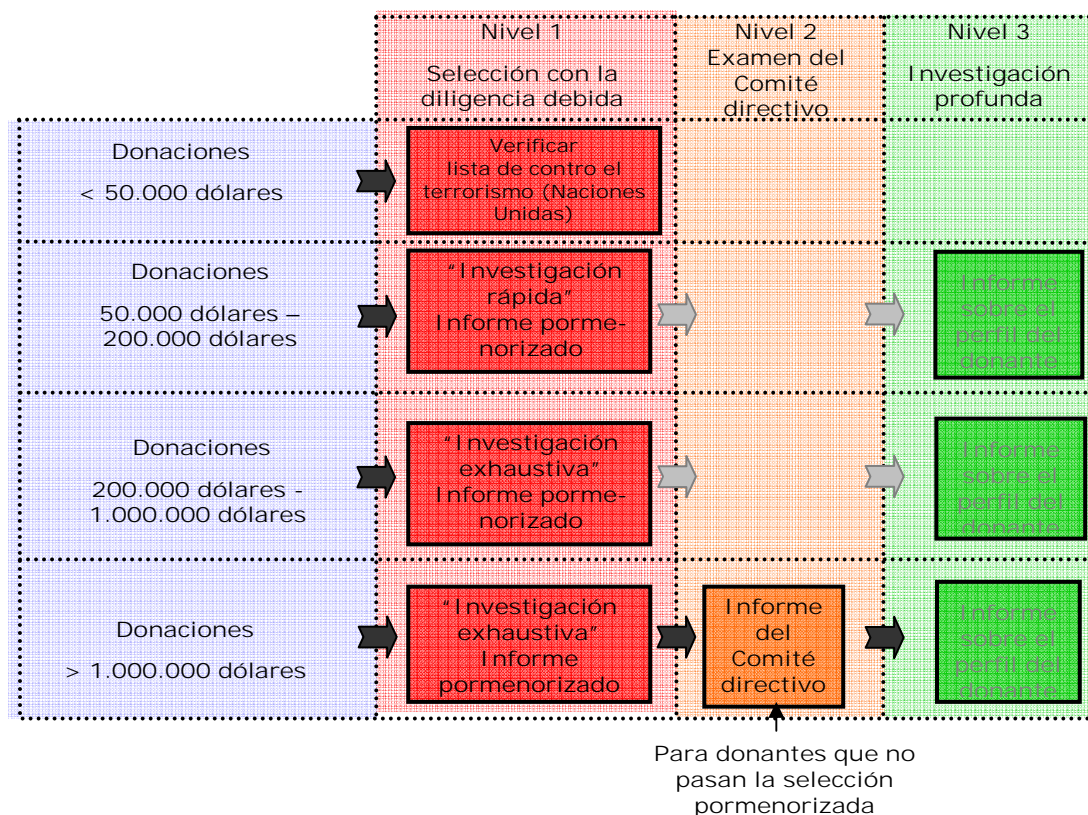 Nivel 1
Selección con la
diligencia debida
Nivel 2
Examen del
Comité
directivo
Nivel 3
Investigación
profunda
Donaciones
< 50.000 dólares
Verificar
lista de contro el
terrorismo (Naciones
Unidas)
Donaciones
50.000 dólares –
200.000 dólares
“Investigación
rápida”
Informe porme-
norizado
Informe
sobre el
perfil del
donante
Donaciones
200.000 dólares -
1.000.000 dólares
“Investigación
exhaustiva”
Informe porme-
norizado
Informe
sobre el
perfil del
donante
Donaciones
> 1.000.000 dólares
“Investigación
exhaustiva”
Informe
pormenorizado
Informe
del
Comité
directivo
Informe
sobre el
perfil del
donante
Para donantes que no
pasan la selección
pormenorizada